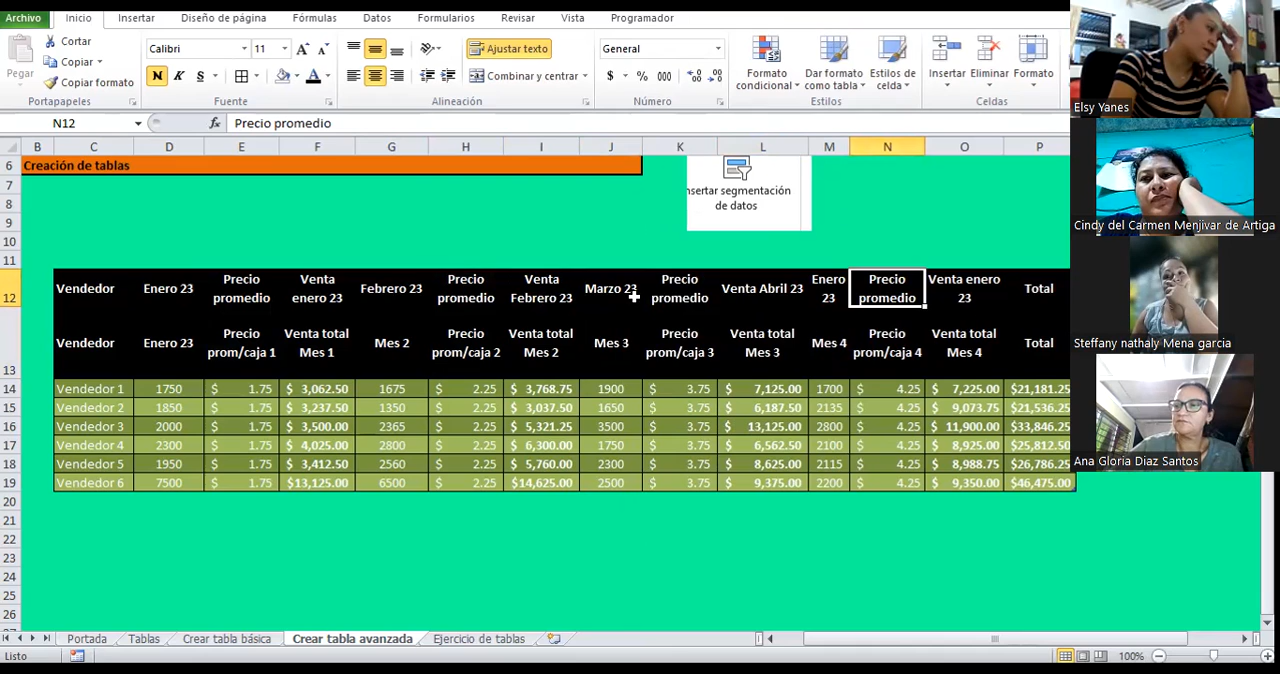 Archivo Inicio Insertar Diseño de página Fórmulas Datos Formularios Revisar Vista Programador
Pegar
Cortar
Copiar
Copiar formato
Portapapeles
Calibri 11
N K S
Fuente
Ajustar texto
Combinar y centrar
Alineación
General
$ % 000
Número
Formato condicional
Dar formato como tabla
Estilos de celda
Estilos
Insertar Eliminar Formato
Celdas
N12 fx Precio promedio
B C D E F G H I J K L M N O P
6 Creación de tablas
nsertar segmentación
de datos
7
8
9
10
11
12 Vendedor Enero 23 Precio promedio Venta enero 23 Febrero 23 Precio promedio Venta Febrero 23 Marzo 23 Precio promedio Venta Abril 23 Enero 23 Precio promedio Venta enero 23 Total
13 Vendedor Enero 23 Precio prom/caja 1 Venta total Mes 1 Mes 2 Precio prom/caja 2 Venta total Mes 2 Mes 3 Precio prom/caja 3 Venta total Mes 3 Mes 4 Precio prom/caja 4 Venta total Mes 4 Total
14 Vendedor 1 1750 $ 1.75 $ 3,062.50 1675 $ 2.25 $ 3,768.75 1900 $ 3.75 $ 7,125.00 1700 $ 4.25 $ 7,225.00 $21,181.25
15 Vendedor 2 1850 $ 1.75 $ 3,237.50 1350 $ 2.25 $ 3,037.50 1650 $ 3.75 $ 6,187.50 2135 $ 4.25 $ 9,073.75 $21,536.25
16 Vendedor 3 2000 $ 1.75 $ 3,500.00 2365 $ 2.25 $ 5,321.25 3500 $ 3.75 $ 13,125.00 2800 $ 4.25 $ 11,900.00 $33,846.25
17 Vendedor 4 2300 $ 1.75 $ 4,025.00 2800 $ 2.25 $ 6,300.00 1750 $ 3.75 $ 6,562.50 2100 $ 4.25 $ 8,925.00 $25,812.50
18 Vendedor 5 1950 $ 1.75 $ 3,412.50 2560 $ 2.25 $ 5,760.00 2300 $ 3.75 $ 8,625.00 2115 $ 4.25 $ 8,988.75 $26,786.25
19 Vendedor 6 7500 $ 1.75 $13,125.00 6500 $ 2.25 $14,625.00 2500 $ 3.75 $ 9,375.00 2200 $ 4.25 $ 9,350.00 $46,475.00
20
21
22
23
24
25
26
Portada Tablas Crear tabla básica Crear tabla avanzada Ejercicio de tablas
Listo 100%
Elsy Yanes
Cindy del Carmen Menjivar de Artiga
Steffany nathaly Mena garcia
Ana Gloria Diaz Santos